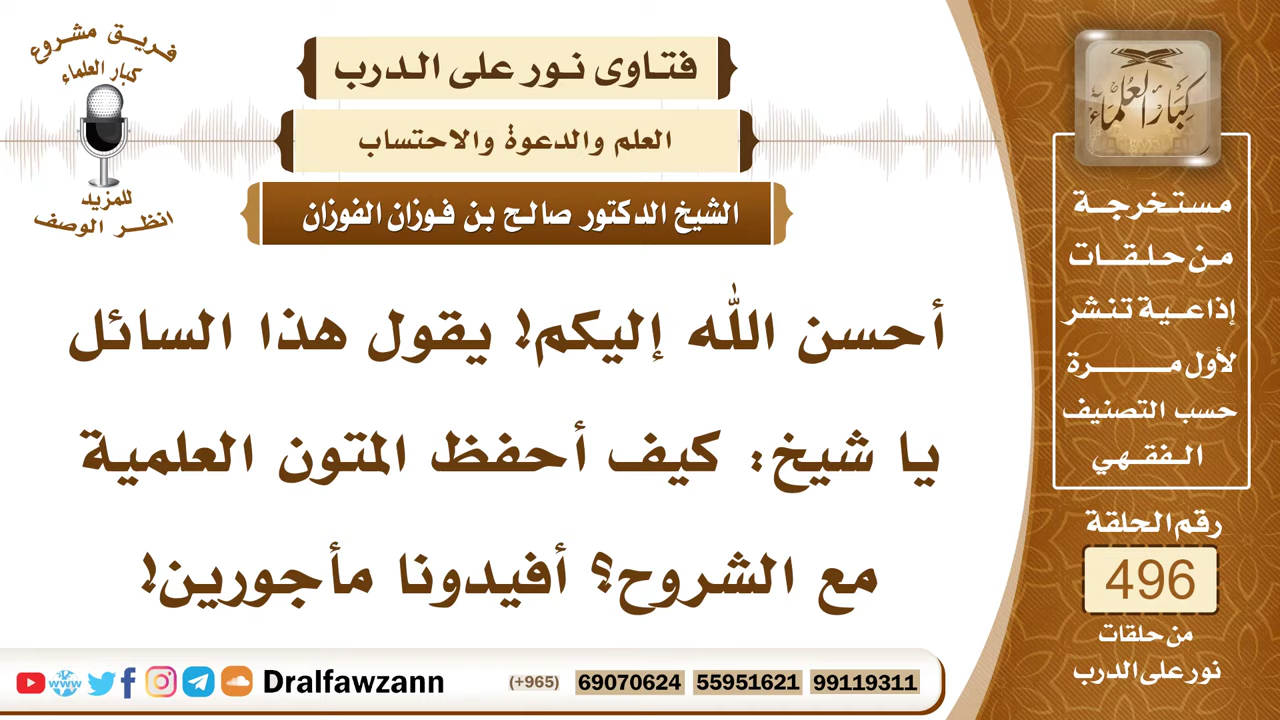 فريق مشروع
كبار العلماء
للمزيد
انظر الوصف
فتاوى نور على الدرب
العلم والدعوة والاحتساب
الشيخ الدكتور صالح بن فوزان الفوزان
أحسن الله إليكم! يقول هذا السائل
يا شيخ: كيف أحفظ المتون العلمية
مع الشروح؟ أفيدونا مأجورين!
كبار العلماء
مستخرجة
من حلقات
إذاعية تنشر
لأول مرة
حسب التصنيف
الفقهي
رقم الحلقة
496
من حلقات
نور على الدرب
www Dralfawzann (+965) 69070624 55951621 99119311